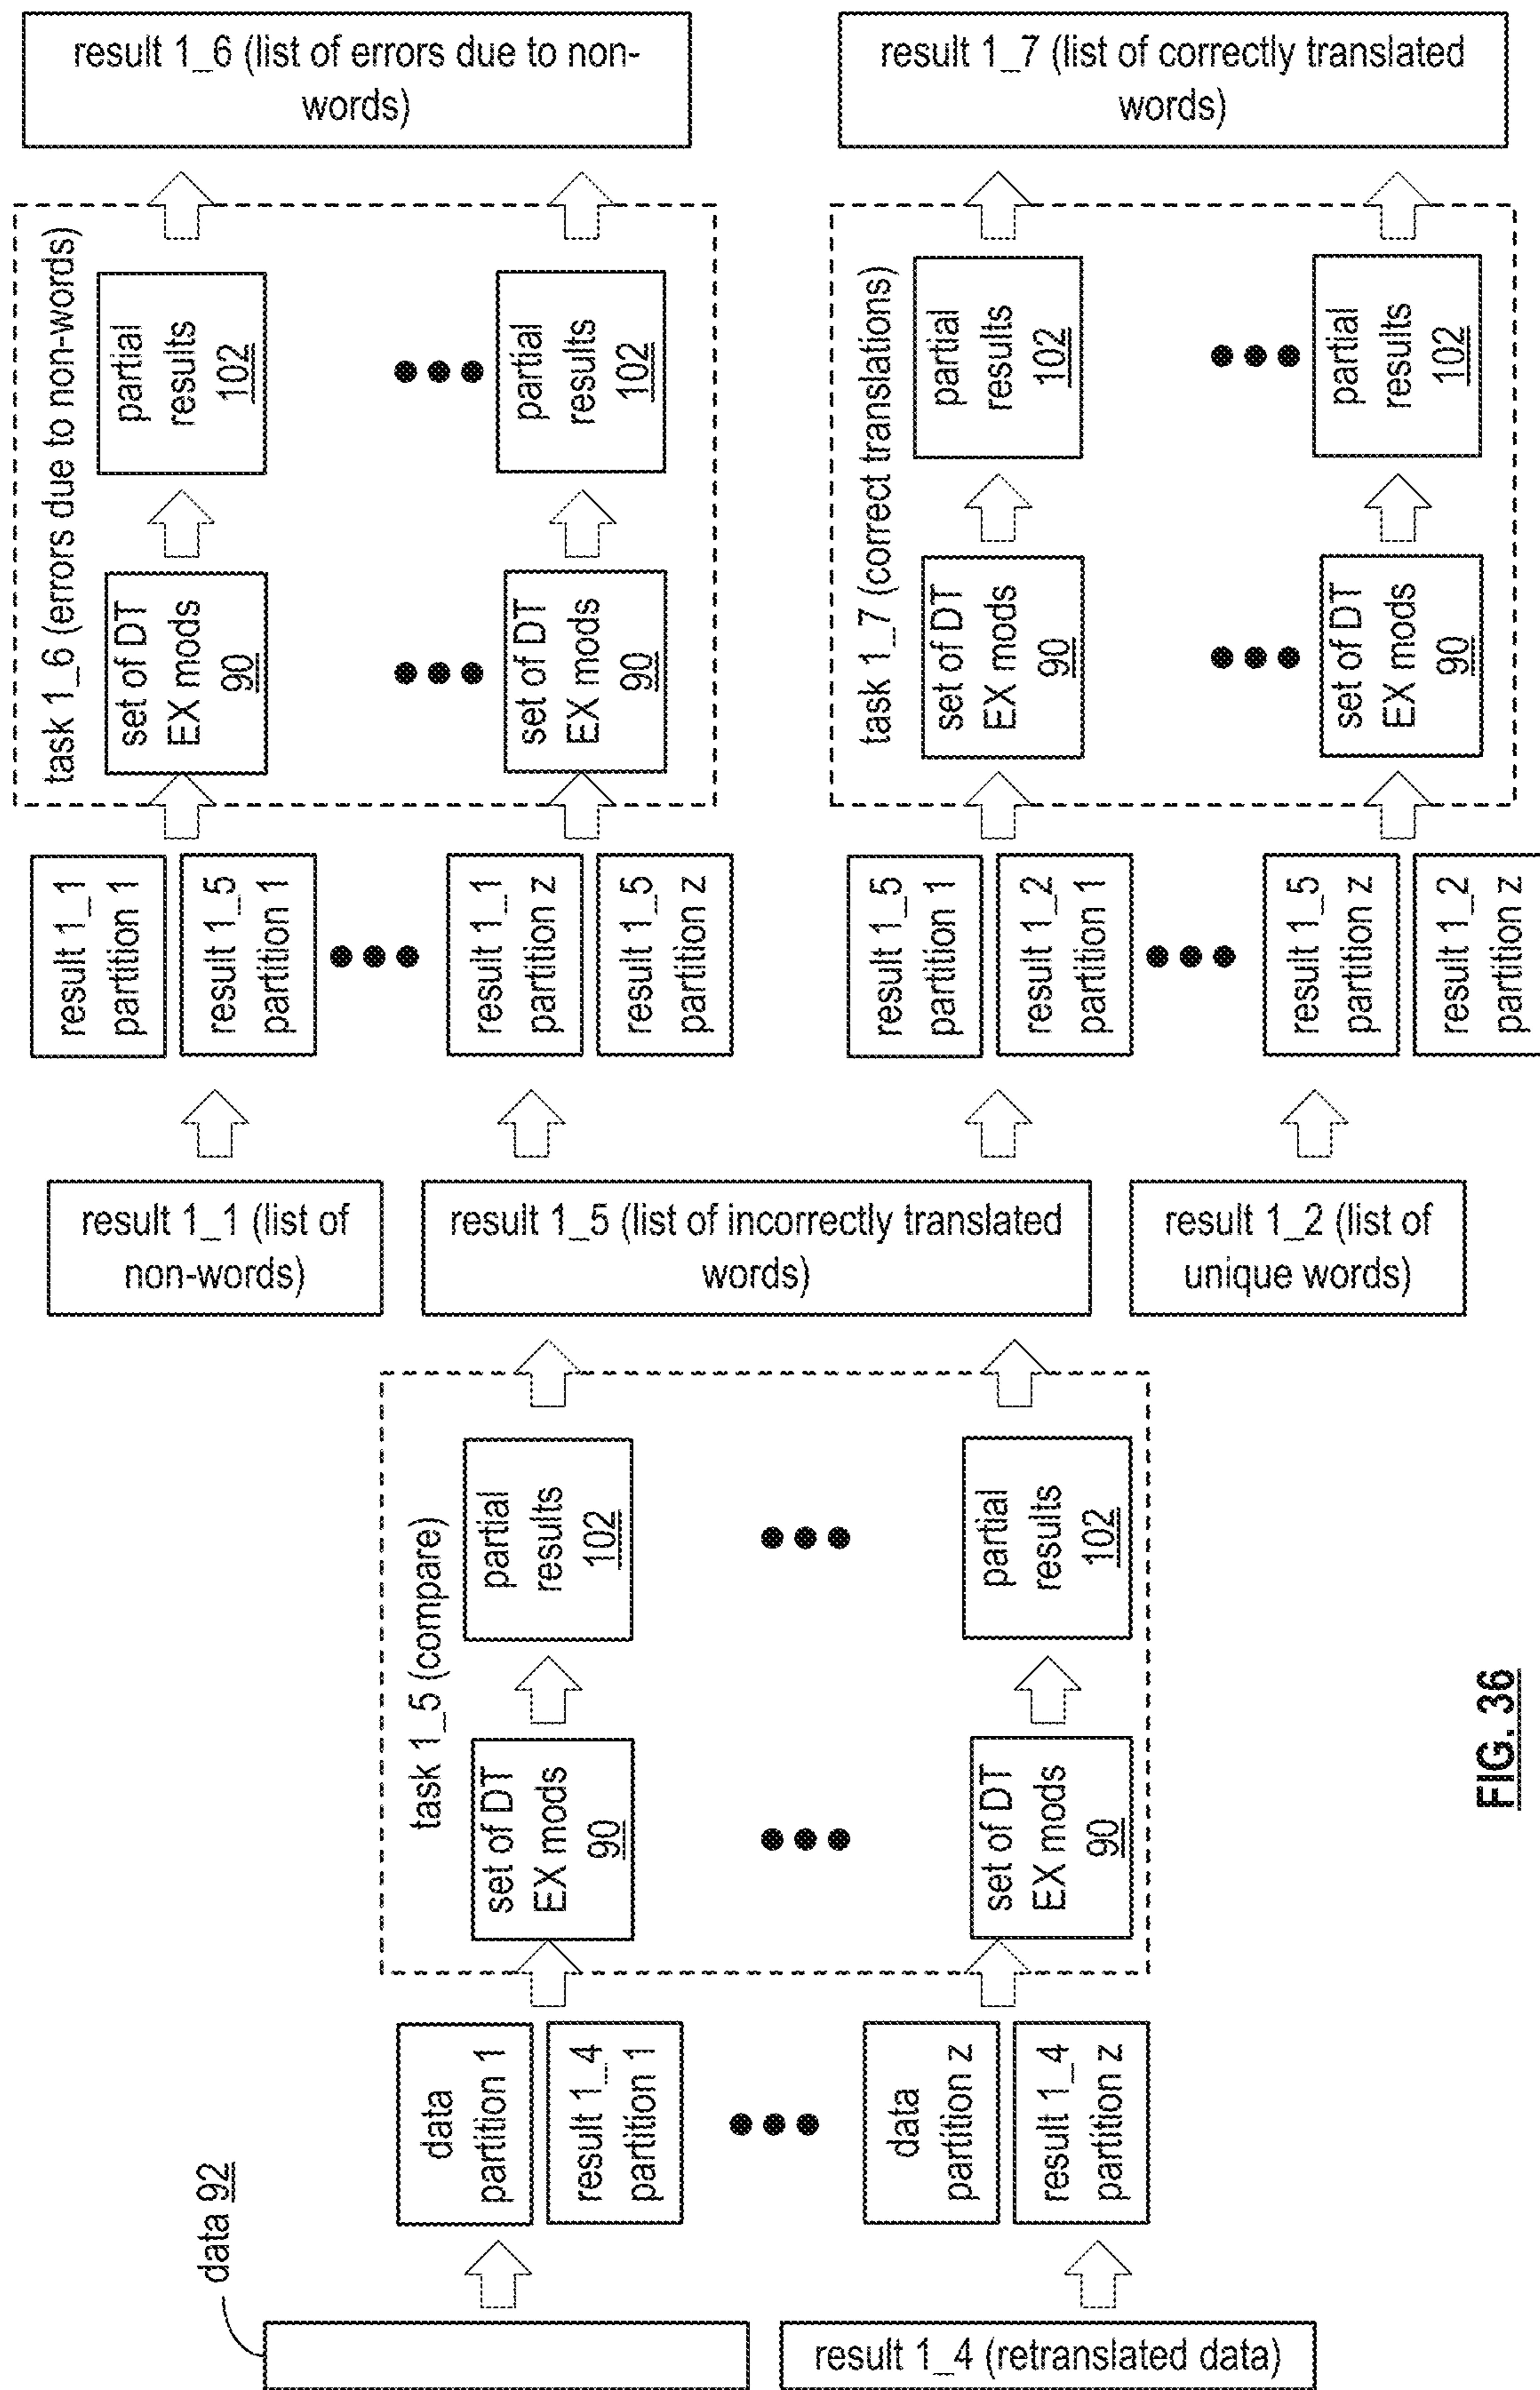 data 92
result 1_4 (retranslated data)
data
partition 1
result 1_4
partition 1
data
partition z
result 1_4
partition z
task 1_5 (compare)
set of DT
EX mods
90
partial
results
102
set of DT
EX mods
90
partial
results
102
result 1_1 (list of
non-words)
result 1_5 (list of incorrectly translated
words)
result 1_2 (list of
unique words)
result 1_1
partition 1
result 1_5
partition 1
result 1_1
partition z
result 1_5
partition z
task 1_6 (errors due to non-words)
set of DT
EX mods
90
partial
results
102
set of DT
EX mods
90
partial
results
102
result 1_6 (list of errors due to non-
words)
result 1_5
partition 1
result 1_2
partition 1
result 1_5
partition z
result 1_2
partition z
task 1_7 (correct translations)
set of DT
EX mods
90
partial
results
102
set of DT
EX mods
90
partial
results
102
result 1_7 (list of correctly translated
words)
FIG. 36